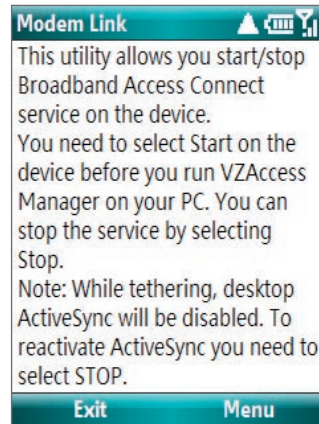 Modem Link
This utility allows you start/stop
Broadband Access Connect
service on the device.
You need to select Start on the
device before you run VZAccess
Manager on your PC. You can
stop the service by selecting
Stop.
Note: While tethering, desktop
ActiveSync will be disabled. To
reactivate ActiveSync you need to
select STOP.
Exit Menu